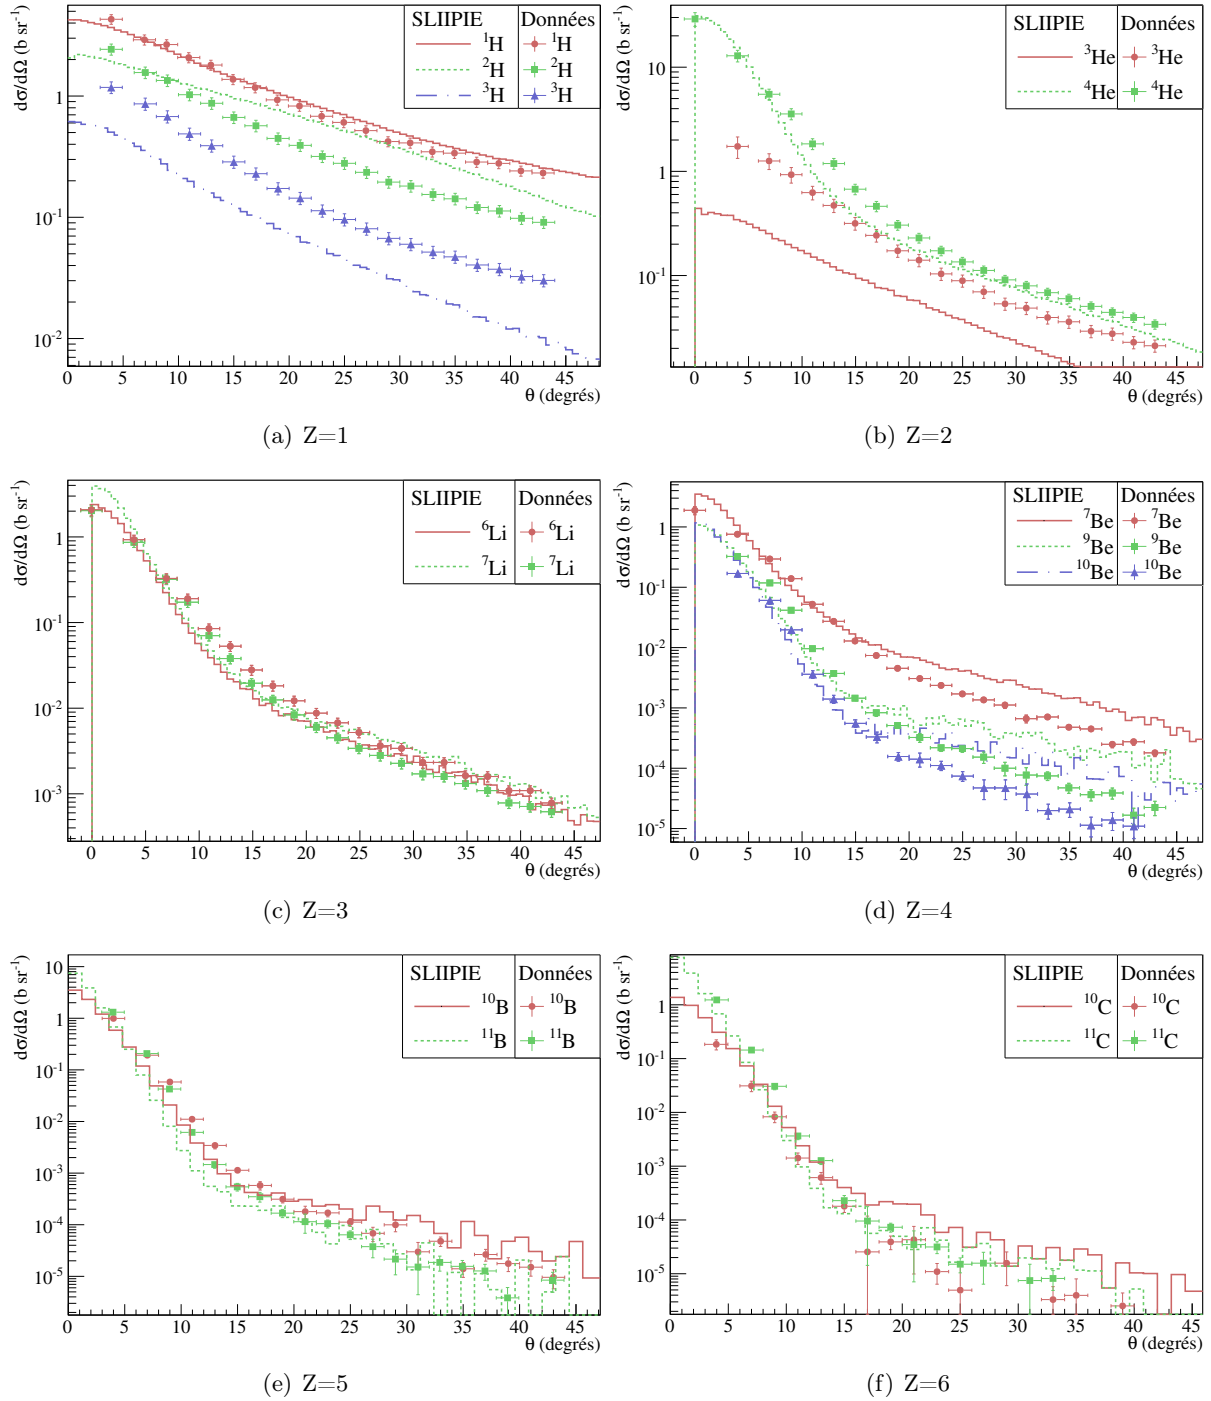 dσ/dΩ (b sr⁻¹)
SLIIPIE Données
¹H ¹H
²H ²H
³H ³H
1
10⁻¹
10⁻²
0 5 10 15 20 25 30 35 40 45
θ (degrés)
(a) Z=1
dσ/dΩ (b sr⁻¹)
SLIIPIE Données
³He ³He
⁴He ⁴He
10
1
10⁻¹
0 5 10 15 20 25 30 35 40 45
θ (degrés)
(b) Z=2
dσ/dΩ (b sr⁻¹)
SLIIPIE Données
⁶Li ⁶Li
⁷Li ⁷Li
1
10⁻¹
10⁻²
10⁻³
0 5 10 15 20 25 30 35 40 45
θ (degrés)
(c) Z=3
dσ/dΩ (b sr⁻¹)
SLIIPIE Données
⁷Be ⁷Be
⁹Be ⁹Be
¹⁰Be ¹⁰Be
1
10⁻¹
10⁻²
10⁻³
10⁻⁴
10⁻⁵
0 5 10 15 20 25 30 35 40 45
θ (degrés)
(d) Z=4
dσ/dΩ (b sr⁻¹)
SLIIPIE Données
¹⁰B ¹⁰B
¹¹B ¹¹B
10
1
10⁻¹
10⁻²
10⁻³
10⁻⁴
10⁻⁵
0 5 10 15 20 25 30 35 40 45
θ (degrés)
(e) Z=5
dσ/dΩ (b sr⁻¹)
SLIIPIE Données
¹⁰C ¹⁰C
¹¹C ¹¹C
1
10⁻¹
10⁻²
10⁻³
10⁻⁴
10⁻⁵
0 5 10 15 20 25 30 35 40 45
θ (degrés)
(f) Z=6